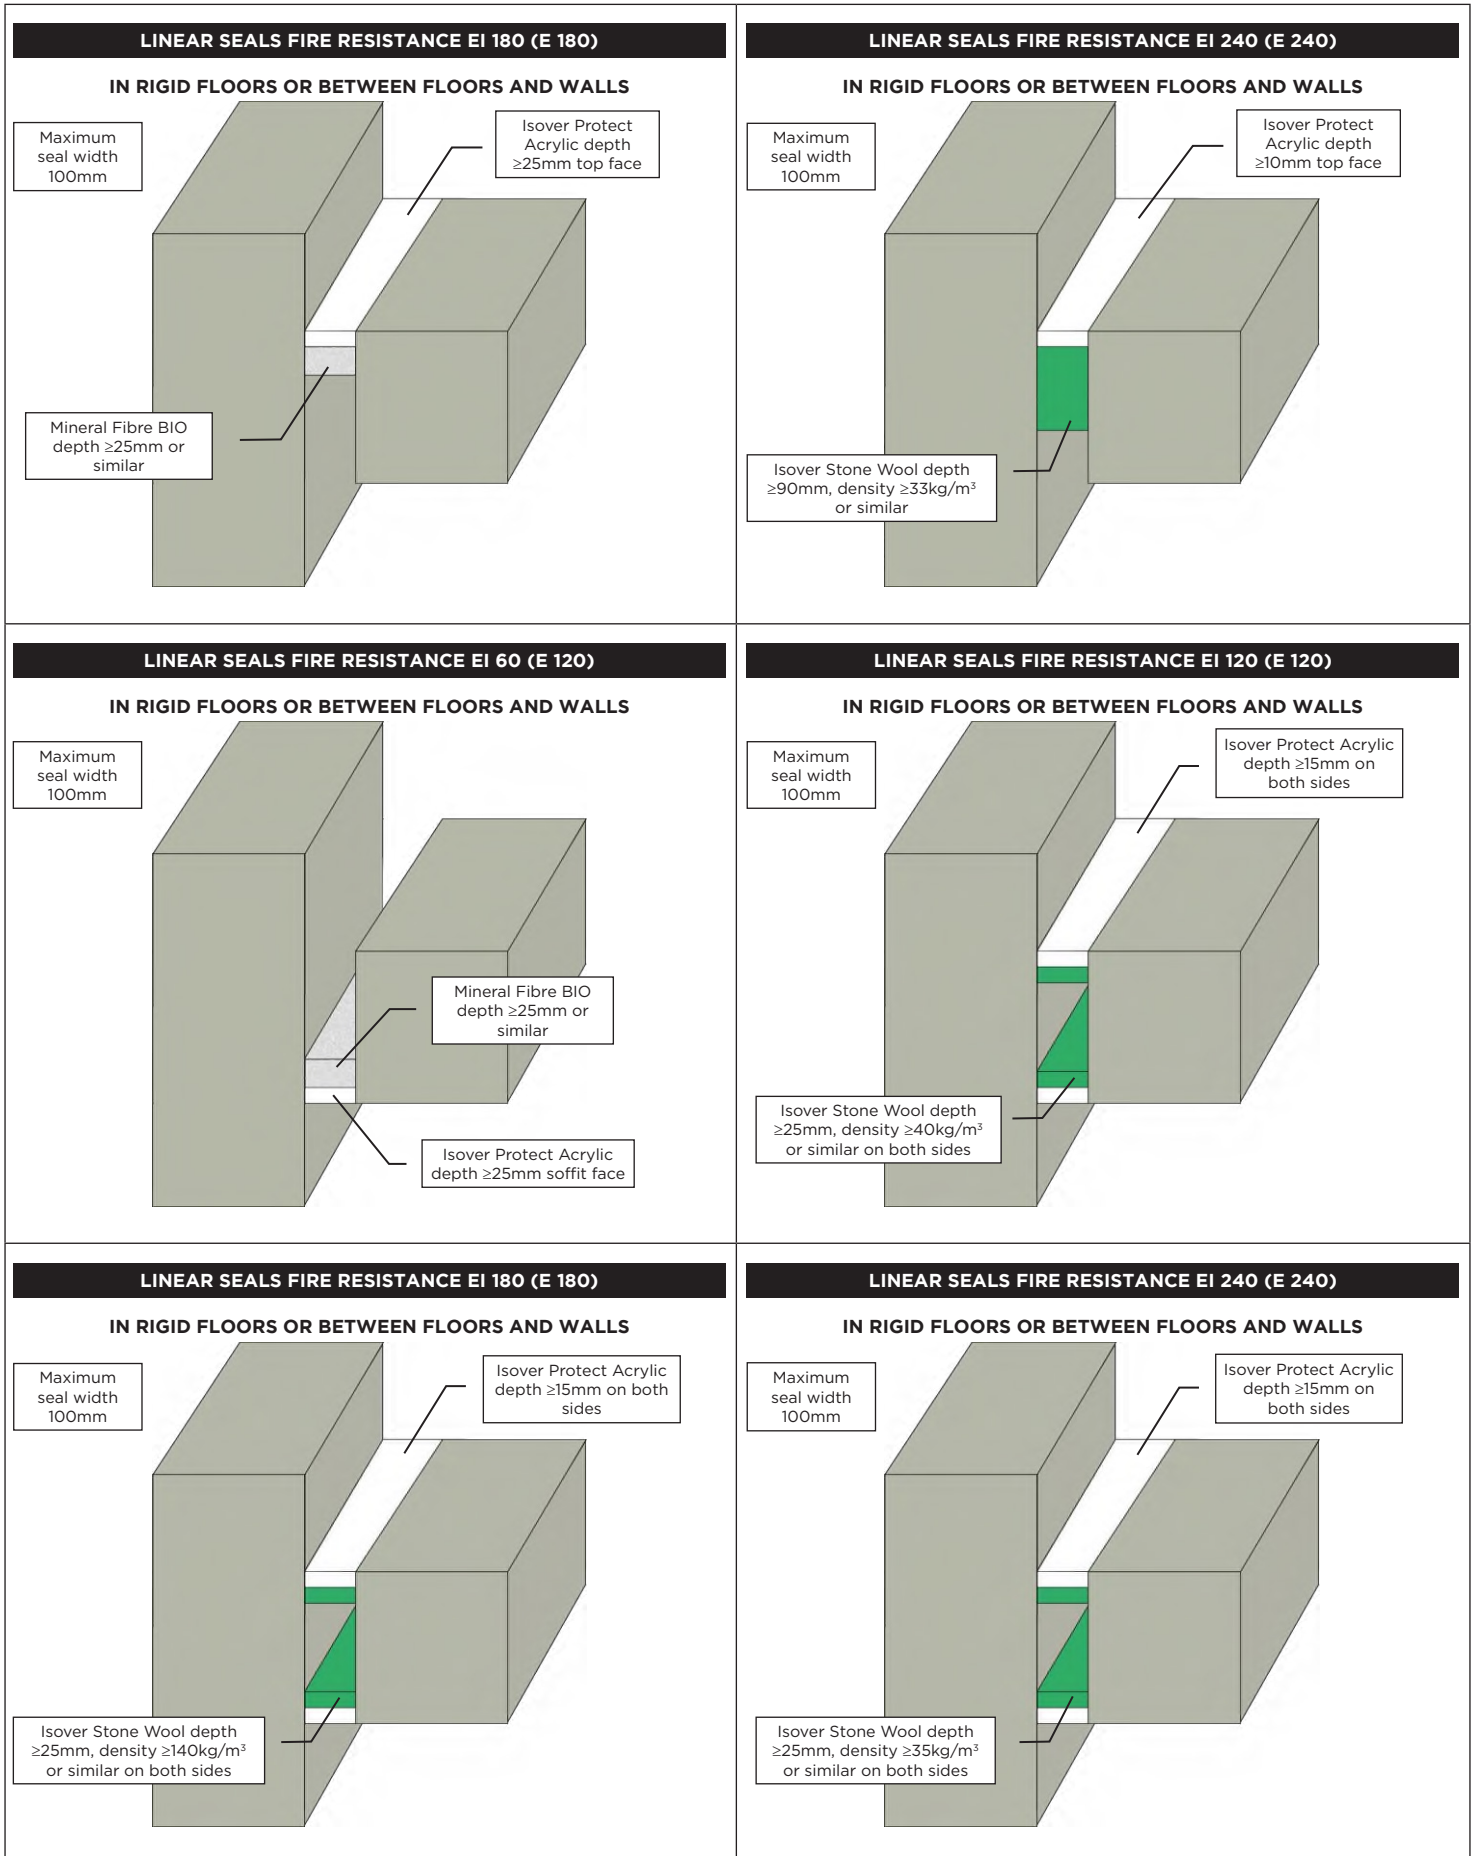 LINEAR SEALS FIRE RESISTANCE EI 180 (E 180)
IN RIGID FLOORS OR BETWEEN FLOORS AND WALLS
Maximum
seal width
100mm
Isover Protect
Acrylic depth
≥25mm top face
Mineral Fibre BIO
depth ≥25mm or
similar
LINEAR SEALS FIRE RESISTANCE EI 240 (E 240)
IN RIGID FLOORS OR BETWEEN FLOORS AND WALLS
Maximum
seal width
100mm
Isover Protect
Acrylic depth
≥10mm top face
Isover Stone Wool depth
≥90mm, density ≥33kg/m³
or similar
LINEAR SEALS FIRE RESISTANCE EI 60 (E 120)
IN RIGID FLOORS OR BETWEEN FLOORS AND WALLS
Maximum
seal width
100mm
Mineral Fibre BIO
depth ≥25mm or
similar
Isover Protect Acrylic
depth ≥25mm soffit face
LINEAR SEALS FIRE RESISTANCE EI 120 (E 120)
IN RIGID FLOORS OR BETWEEN FLOORS AND WALLS
Maximum
seal width
100mm
Isover Protect Acrylic
depth ≥15mm on
both sides
Isover Stone Wool depth
≥25mm, density ≥40kg/m³
or similar on both sides
LINEAR SEALS FIRE RESISTANCE EI 180 (E 180)
IN RIGID FLOORS OR BETWEEN FLOORS AND WALLS
Maximum
seal width
100mm
Isover Protect Acrylic
depth ≥15mm on both
sides
Isover Stone Wool depth
≥25mm, density ≥140kg/m³
or similar on both sides
LINEAR SEALS FIRE RESISTANCE EI 240 (E 240)
IN RIGID FLOORS OR BETWEEN FLOORS AND WALLS
Maximum
seal width
100mm
Isover Protect Acrylic
depth ≥15mm on
both sides
Isover Stone Wool depth
≥25mm, density ≥35kg/m³
or similar on both sides